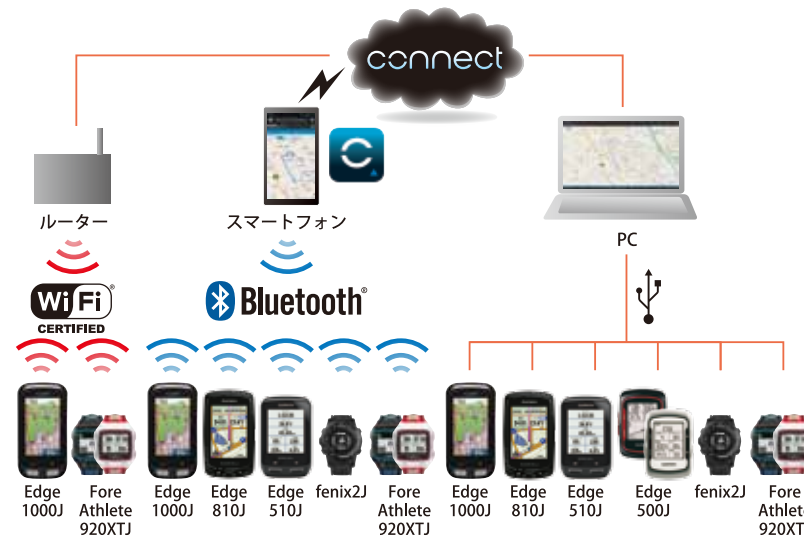 connect
ルーター
スマートフォン
PC
Wi Fi
CERTIFIED
Bluetooth®
Edge
1000J
Fore
Athlete
920XTJ
Edge
1000J
Edge
810J
Edge
510J
fenix2J
Fore
Athlete
920XTJ
Edge
1000J
Edge
810J
Edge
510J
Edge
500J
fenix2J
Fore
Athlete
920XTJ